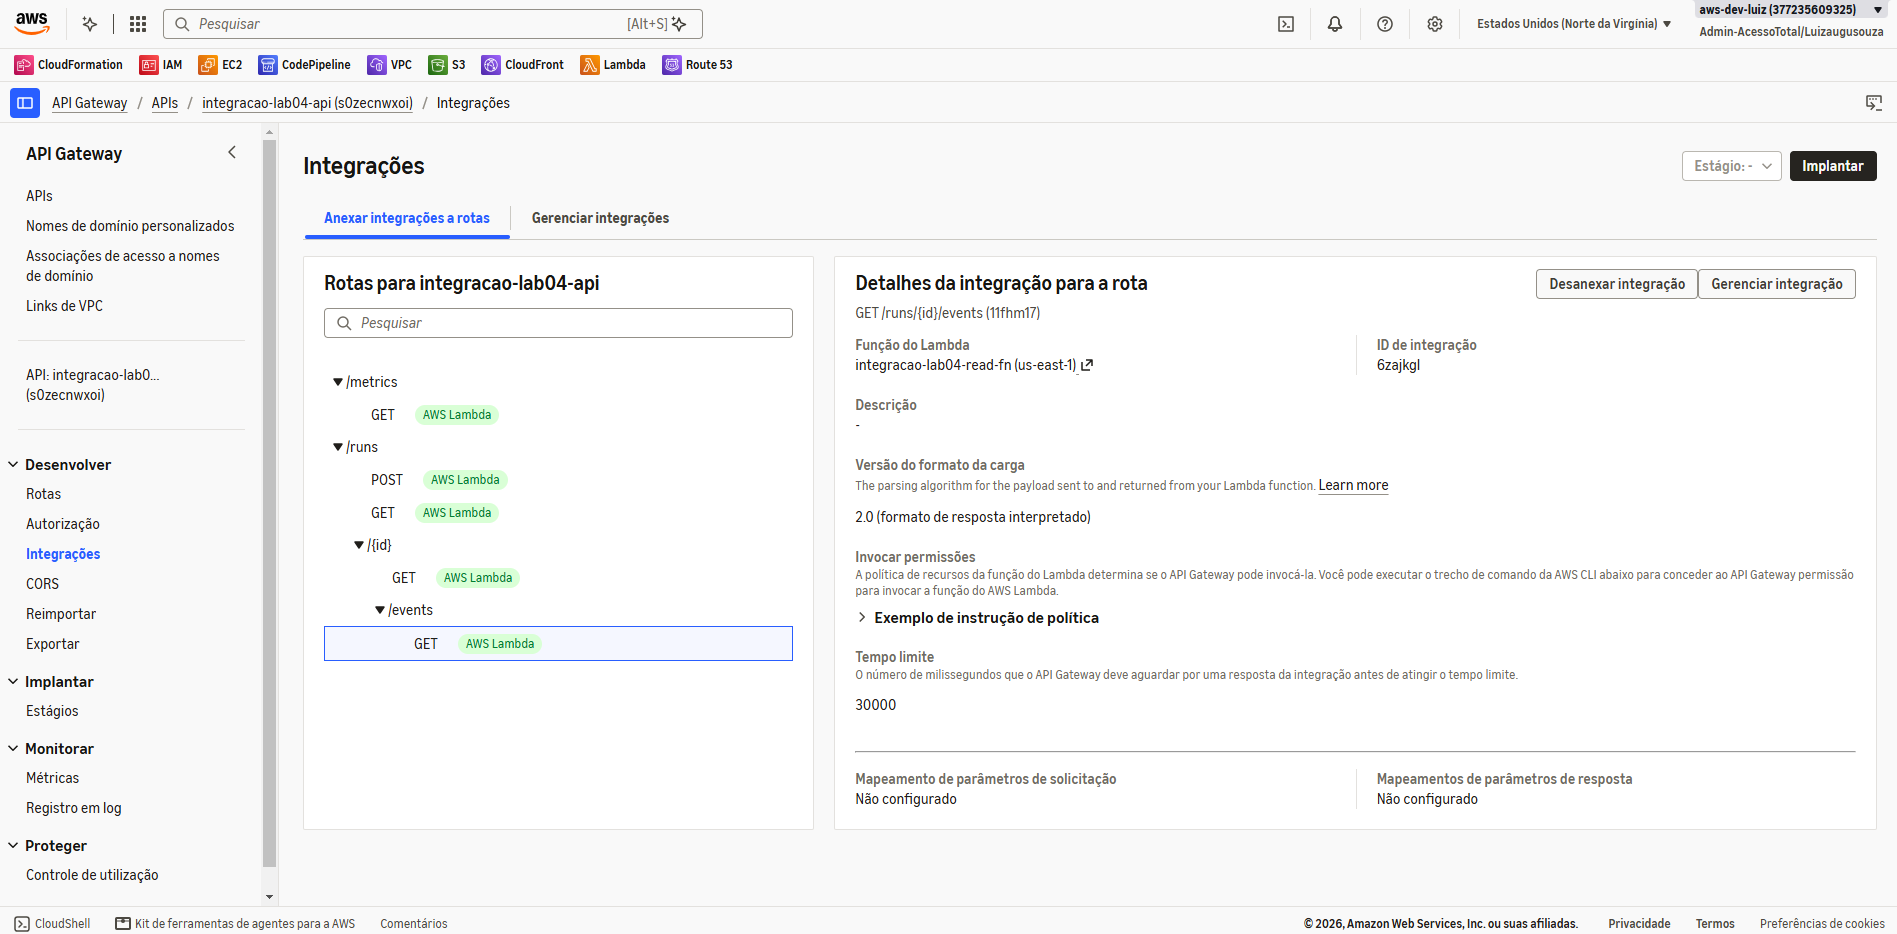 aws
Pesquisar
[Alt+S]
Estados Unidos (Norte da Virgínia)
aws-dev-luiz (377235609325)
Admin-AcessoTotal/Luizaugusouza
CloudFormation
IAM
EC2
CodePipeline
VPC
S3
CloudFront
Lambda
Route 53
API Gateway / APIs / integracao-lab04-api (s0zecnwxoi) / Integrações
API Gateway
APIs
Nomes de domínio personalizados
Associações de acesso a nomes
de domínio
Links de VPC
API: integracao-lab0...
(s0zecnwxoi)
Desenvolver
Rotas
Autorização
Integrações
CORS
Reimportar
Exportar
Implantar
Estágios
Monitorar
Métricas
Registro em log
Proteger
Controle de utilização
Integrações
Estágio: -
Implantar
Anexar integrações a rotas
Gerenciar integrações
Rotas para integracao-lab04-api
Pesquisar
/metrics
GET AWS Lambda
/runs
POST AWS Lambda
GET AWS Lambda
/{id}
GET AWS Lambda
/events
GET AWS Lambda
Detalhes da integração para a rota
Desanexar integração
Gerenciar integração
GET /runs/{id}/events (11fhm17)
Função do Lambda
integracao-lab04-read-fn (us-east-1)
ID de integração
6zajkgl
Descrição
-
Versão do formato da carga
The parsing algorithm for the payload sent to and returned from your Lambda function. Learn more
2.0 (formato de resposta interpretado)
Invocar permissões
A política de recursos da função do Lambda determina se o API Gateway pode invocá-la. Você pode executar o trecho de comando da AWS CLI abaixo para conceder ao API Gateway permissão
para invocar a função do AWS Lambda.
Exemplo de instrução de política
Tempo limite
O número de milissegundos que o API Gateway deve aguardar por uma resposta da integração antes de atingir o tempo limite.
30000
Mapeamento de parâmetros de solicitação
Não configurado
Mapeamentos de parâmetros de resposta
Não configurado
CloudShell
Kit de ferramentas de agentes para a AWS
Comentários
© 2026, Amazon Web Services, Inc. ou suas afiliadas.
Privacidade
Termos
Preferências de cookies